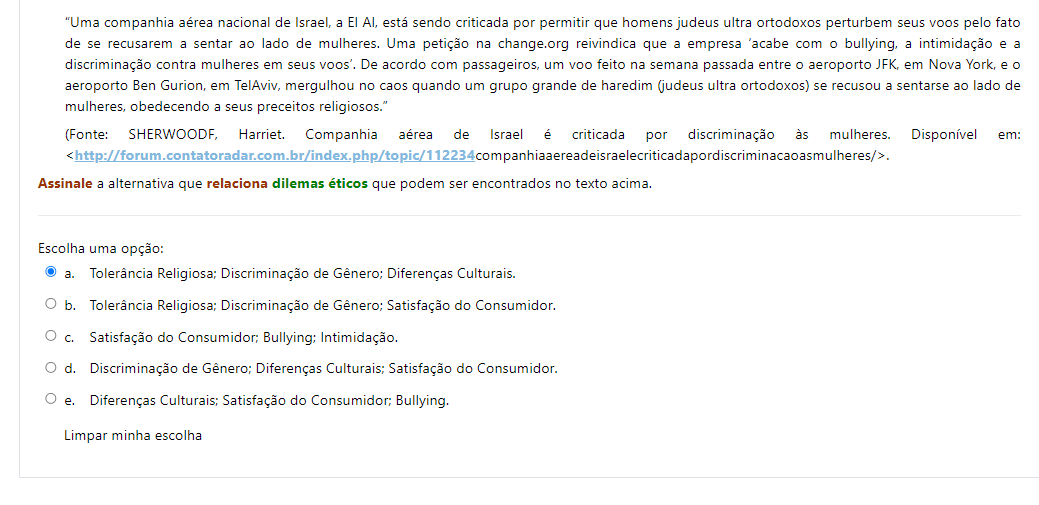 “Uma companhia aérea nacional de Israel, a El Al, está sendo criticada por permitir que homens judeus ultra ortodoxos perturbem seus voos pelo fato
de se recusarem a sentar ao lado de mulheres. Uma petição na change.org reivindica que a empresa ‘acabe com o bullying, a intimidação e a
discriminação contra mulheres em seus voos’. De acordo com passageiros, um voo feito na semana passada entre o aeroporto JFK, em Nova York, e o
aeroporto Ben Gurion, em TelAviv, mergulhou no caos quando um grupo grande de haredim (judeus ultra ortodoxos) se recusou a sentarse ao lado de
mulheres, obedecendo a seus preceitos religiosos.”
(Fonte: SHERWOODF, Harriet. Companhia aérea de Israel é criticada por discriminação às mulheres. Disponível em:
<http://forum.contatoradar.com.br/index.php/topic/112234companhiaaereadeisraelecriticadapordiscriminacaoasmulheres/>.
Assinale a alternativa que relaciona dilemas éticos que podem ser encontrados no texto acima.
Escolha uma opção:
a. Tolerância Religiosa; Discriminação de Gênero; Diferenças Culturais.
b. Tolerância Religiosa; Discriminação de Gênero; Satisfação do Consumidor.
c. Satisfação do Consumidor; Bullying; Intimidação.
d. Discriminação de Gênero; Diferenças Culturais; Satisfação do Consumidor.
e. Diferenças Culturais; Satisfação do Consumidor; Bullying.
Limpar minha escolha